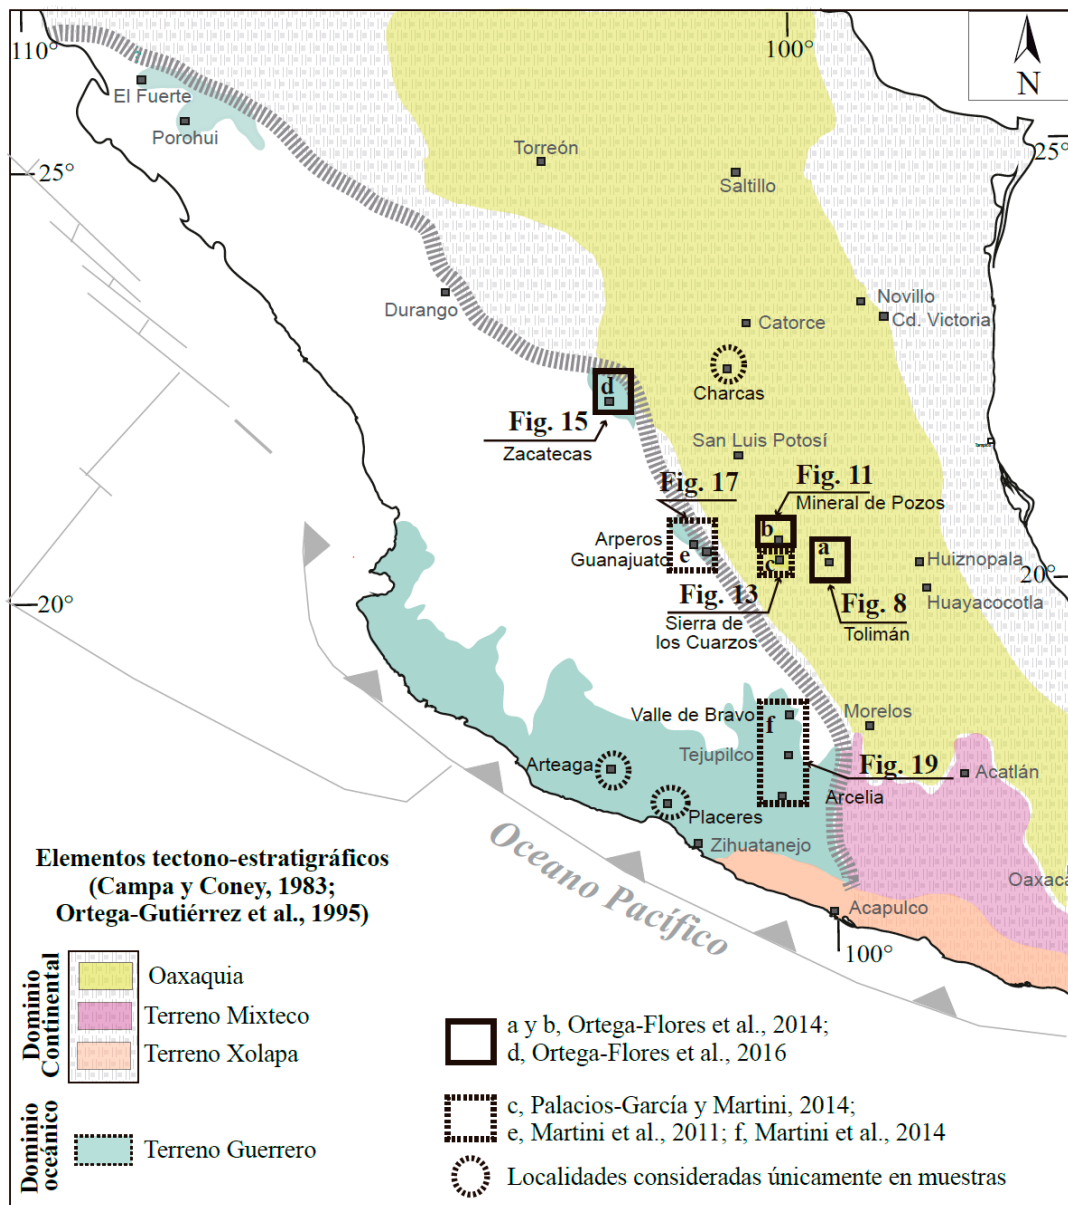 110°
100°
N
El Fuerte
Porohui
Torreón
25°
25°
Saltillo
Durango
Novillo
Cd. Victoria
Catorce
d
Charcas
Fig. 15
Zacatecas
San Luis Potosí
Fig. 17
Fig. 11
Mineral de Pozos
Arperos
Guanajuato
e
b
c
a
Huiznopala
20°
20°
Fig. 13
Sierra de
los Cuarzos
Fig. 8
Tolimán
Huayacocotla
Valle de Bravo
f
Morelos
Tejupilco
Fig. 19
Acatlán
Arteaga
Arcelia
Placeres
Zihuatanejo
Oaxaca
Oceano Pacífico
Acapulco
100°
Elementos tectono-estratigráficos
(Campa y Coney, 1983;
Ortega-Gutiérrez et al., 1995)
Dominio
Continental
Oaxaquia
Terreno Mixteco
Terreno Xolapa
Dominio
oceánico
Terreno Guerrero
a y b, Ortega-Flores et al., 2014;
d, Ortega-Flores et al., 2016
c, Palacios-García y Martini, 2014;
e, Martini et al., 2011; f, Martini et al., 2014
Localidades consideradas únicamente en muestras